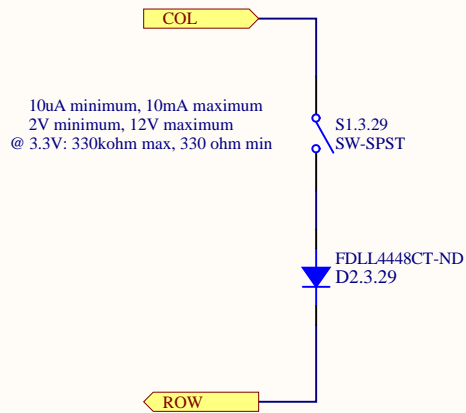 COL
10uA minimum, 10mA maximum
2V minimum, 12V maximum
@ 3.3V: 330kohm max, 330 ohm min
S1.3.29
SW-SPST
FDLL4448CT-ND
D2.3.29
ROW